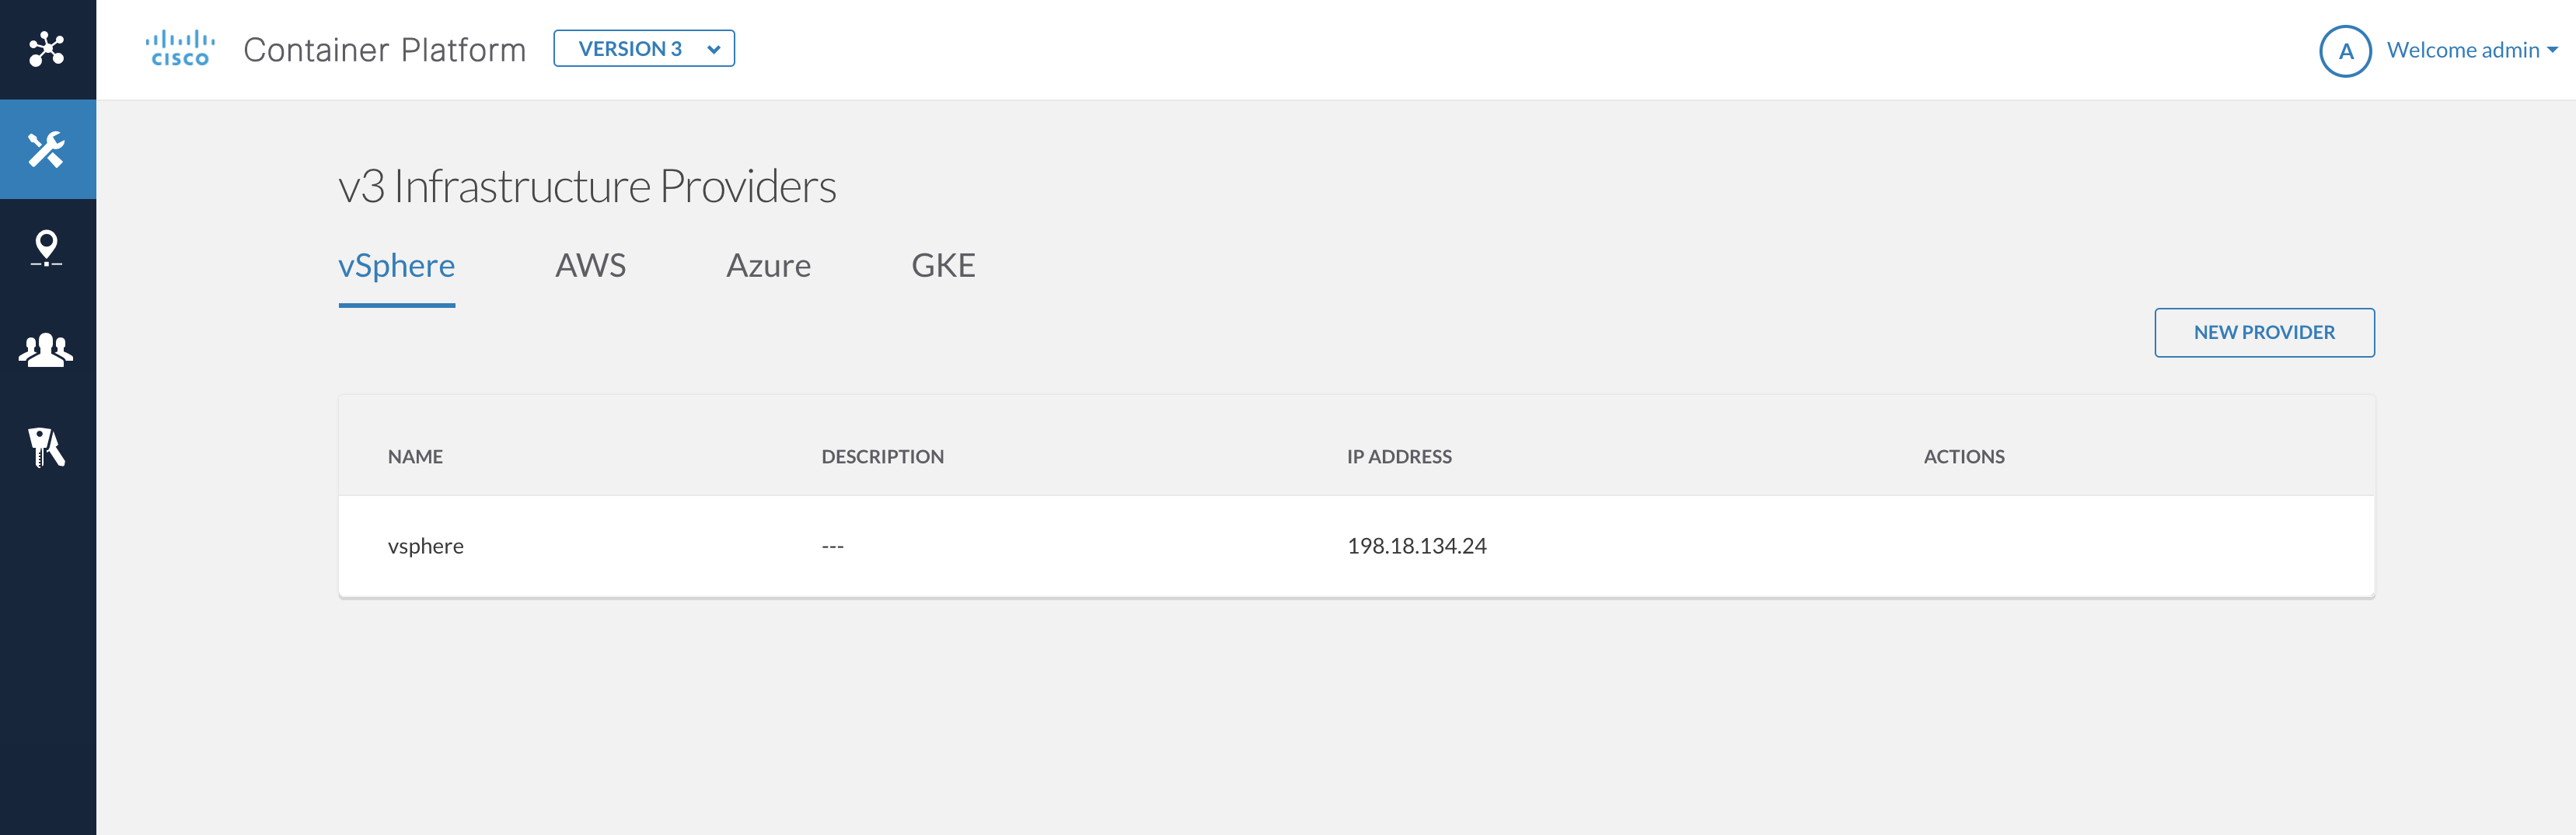 CISCO Container Platform VERSION 3 A Welcome admin
v3 Infrastructure Providers
vSphere AWS Azure GKE
NEW PROVIDER
NAME DESCRIPTION IP ADDRESS ACTIONS
vsphere --- 198.18.134.24